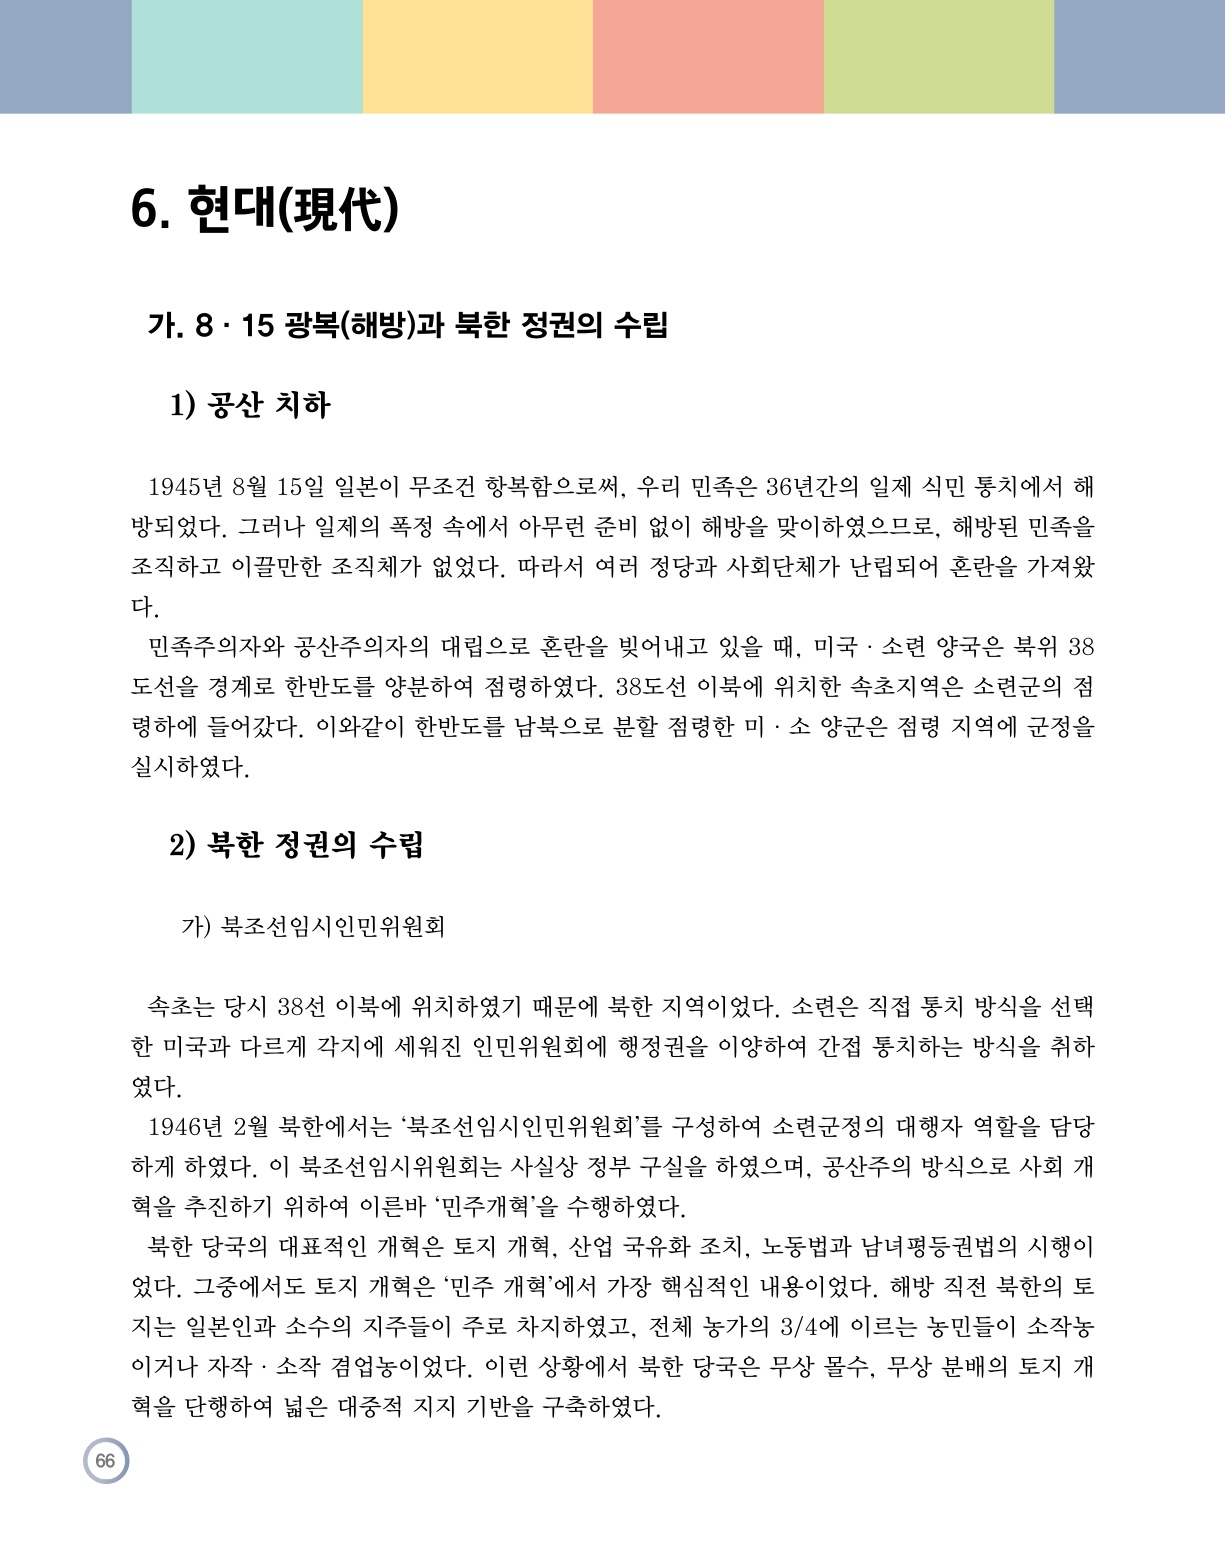 6. 현대(現代)
가. 8 · 15 광복(해방)과 북한 정권의 수립
1) 공산 치하
1945년 8월 15일 일본이 무조건 항복함으로써, 우리 민족은 36년간의 일제 식민 통치에서 해
방되었다. 그러나 일제의 폭정 속에서 아무런 준비 없이 해방을 맞이하였으므로, 해방된 민족을
조직하고 이끌만한 조직체가 없었다. 따라서 여러 정당과 사회단체가 난립되어 혼란을 가져왔
다.
민족주의자와 공산주의자의 대립으로 혼란을 빚어내고 있을 때, 미국 · 소련 양국은 북위 38
도선을 경계로 한반도를 양분하여 점령하였다. 38도선 이북에 위치한 속초지역은 소련군의 점
령하에 들어갔다. 이와같이 한반도를 남북으로 분할 점령한 미 · 소 양군은 점령 지역에 군정을
실시하였다.
2) 북한 정권의 수립
가) 북조선임시인민위원회
속초는 당시 38선 이북에 위치하였기 때문에 북한 지역이었다. 소련은 직접 통치 방식을 선택
한 미국과 다르게 각지에 세워진 인민위원회에 행정권을 이양하여 간접 통치하는 방식을 취하
였다.
1946년 2월 북한에서는 ‘북조선임시인민위원회’를 구성하여 소련군정의 대행자 역할을 담당
하게 하였다. 이 북조선임시위원회는 사실상 정부 구실을 하였으며, 공산주의 방식으로 사회 개
혁을 추진하기 위하여 이른바 ‘민주개혁’을 수행하였다.
북한 당국의 대표적인 개혁은 토지 개혁, 산업 국유화 조치, 노동법과 남녀평등권법의 시행이
었다. 그중에서도 토지 개혁은 ‘민주 개혁’에서 가장 핵심적인 내용이었다. 해방 직전 북한의 토
지는 일본인과 소수의 지주들이 주로 차지하였고, 전체 농가의 3/4에 이르는 농민들이 소작농
이거나 자작 · 소작 겸업농이었다. 이런 상황에서 북한 당국은 무상 몰수, 무상 분배의 토지 개
혁을 단행하여 넓은 대중적 지지 기반을 구축하였다.
66